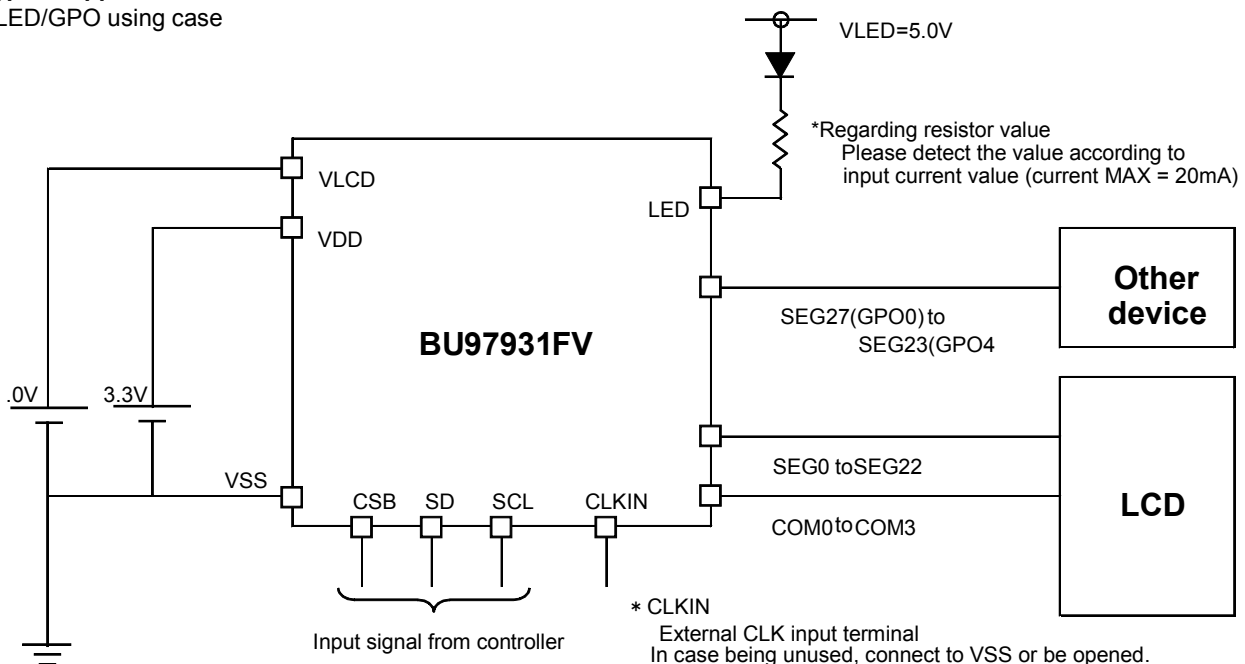 LED/GPO using case
VLED=5.0V
*Regarding resistor value
Please detect the value according to
input current value (current MAX = 20mA)
VLCD
LED
VDD
Other
device
SEG27(GPO0) to
SEG23(GPO4
BU97931FV
.0V
3.3V
SEG0 toSEG22
VSS
CSB
SD
SCL
CLKIN
LCD
COM0toCOM3
* CLKIN
Input signal from controller
External CLK input terminal
In case being unused, connect to VSS or be opened.